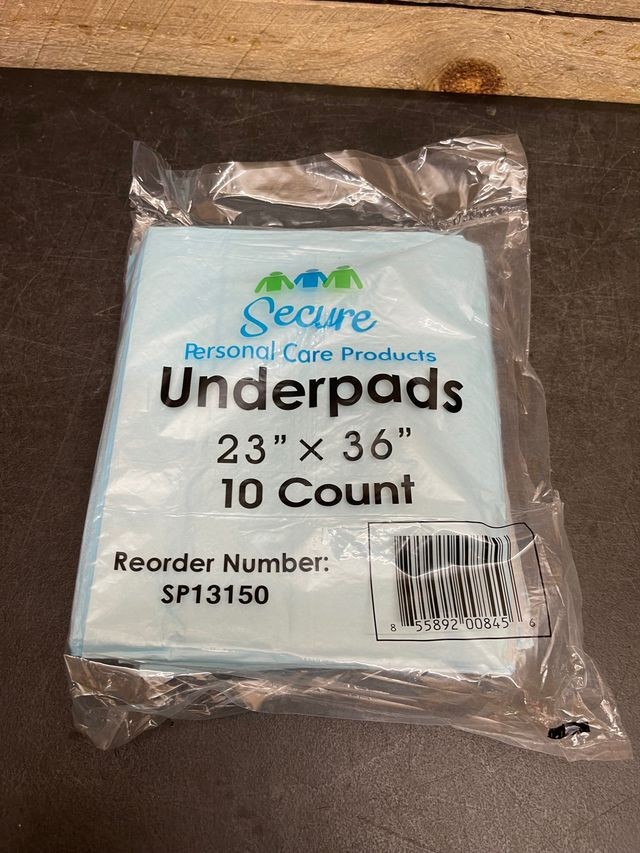 Secure
Personal Care Products
Underpads
23” × 36”
10 Count
Reorder Number:
SP13150
8 55892 00845 6